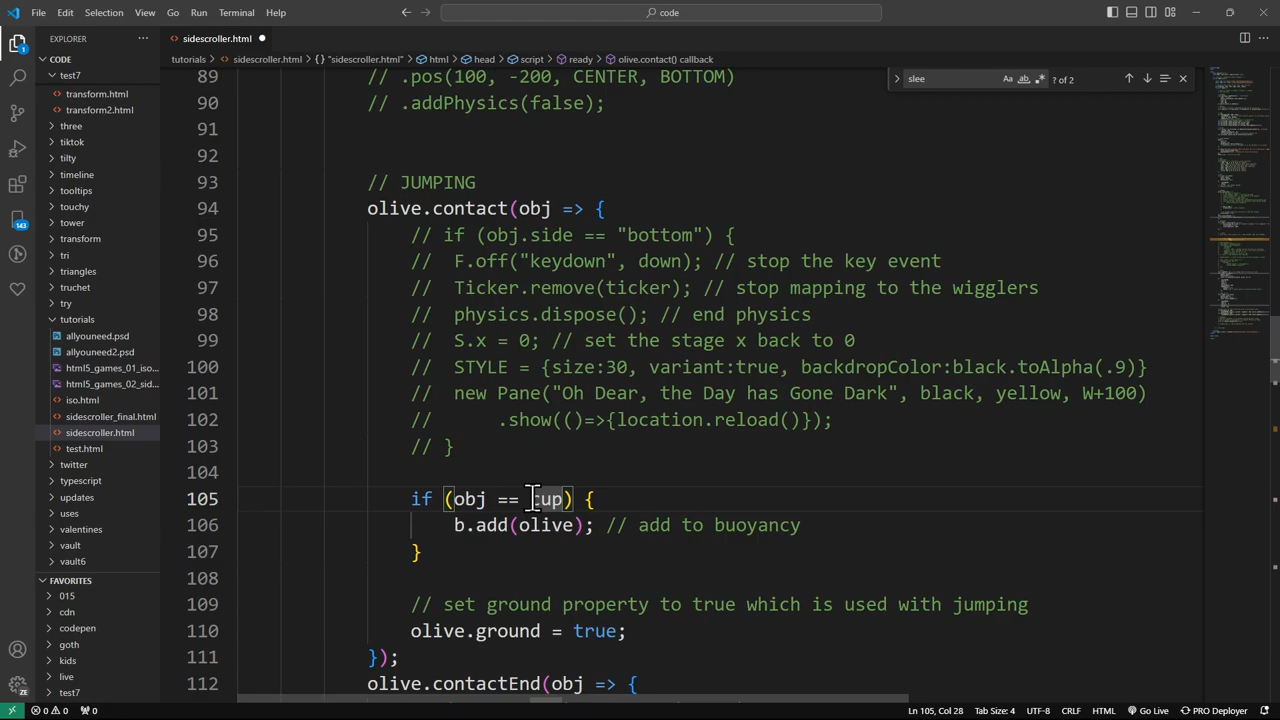 File Edit Selection View Go Run Terminal Help
code
EXPLORER
sidescroller.html
CODE
tutorials > sidescroller.html > {} "sidescroller.html" > html > head > script > ready > olive.contact() callback
test7
transform.html
transform2.html
three
tiktok
tilty
timeline
tooltips
touchy
tower
transform
tri
triangles
truchet
try
tutorials
allyouneed.psd
allyouneed2.psd
html5_games_01_iso...
html5_games_02_sid...
iso.html
sidescroller_final.html
sidescroller.html
test.html
twitter
typescript
updates
uses
valentines
vault
vault6
FAVORITES
015
cdn
codepen
goth
kids
live
test7
1
143
ZE
slee
Aa ab
? of 2
89 // .pos(100, -200, CENTER, BOTTOM)
90 // .addPhysics(false);
91
92
93 // JUMPING
94 olive.contact(obj => {
95 // if (obj.side == "bottom") {
96 // F.off("keydown", down); // stop the key event
97 // Ticker.remove(ticker); // stop mapping to the wigglers
98 // physics.dispose(); // end physics
99 // S.x = 0; // set the stage x back to 0
100 // STYLE = {size:30, variant:true, backdropColor:black.toAlpha(.9)}
101 // new Pane("Oh Dear, the Day has Gone Dark", black, yellow, W+100)
102 // .show(()=>{location.reload()});
103 // }
104
105 if (obj == cup) {
106 b.add(olive); // add to buoyancy
107 }
108
109 // set ground property to true which is used with jumping
110 olive.ground = true;
111 });
112 olive.contactEnd(obj => {
0 0 0 Ln 105, Col 28 Tab Size: 4 UTF-8 CRLF HTML Go Live PRO Deployer